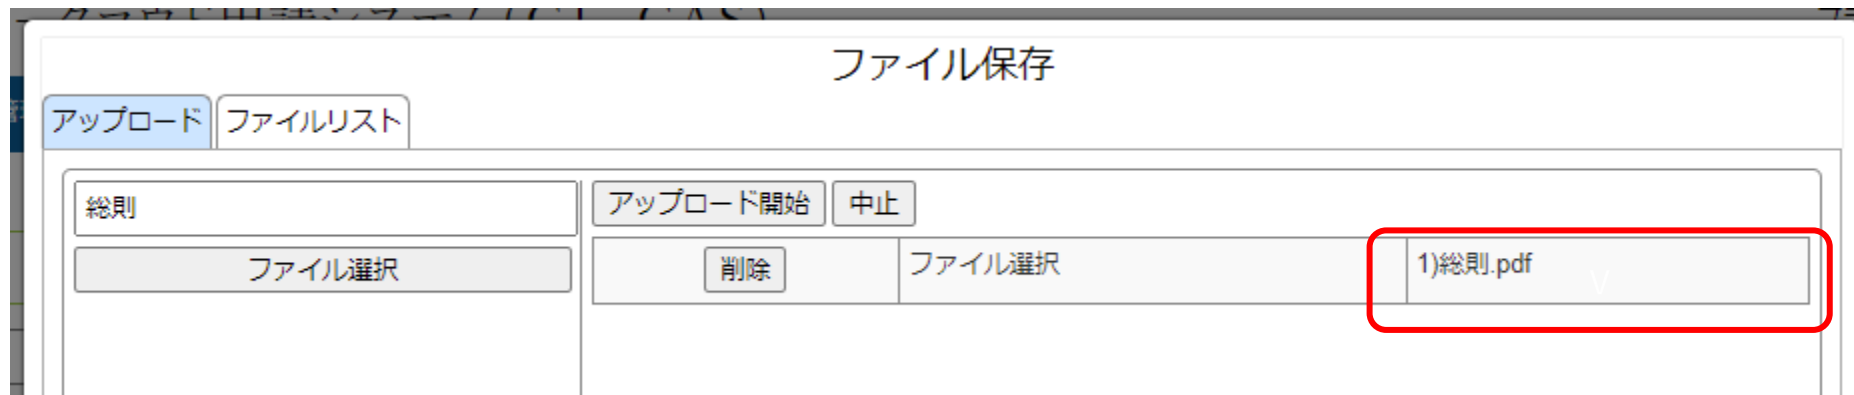 ファイル保存
アップロード ファイルリスト
総則
ファイル選択
アップロード開始 中止
削除 ファイル選択 1)総則.pdf